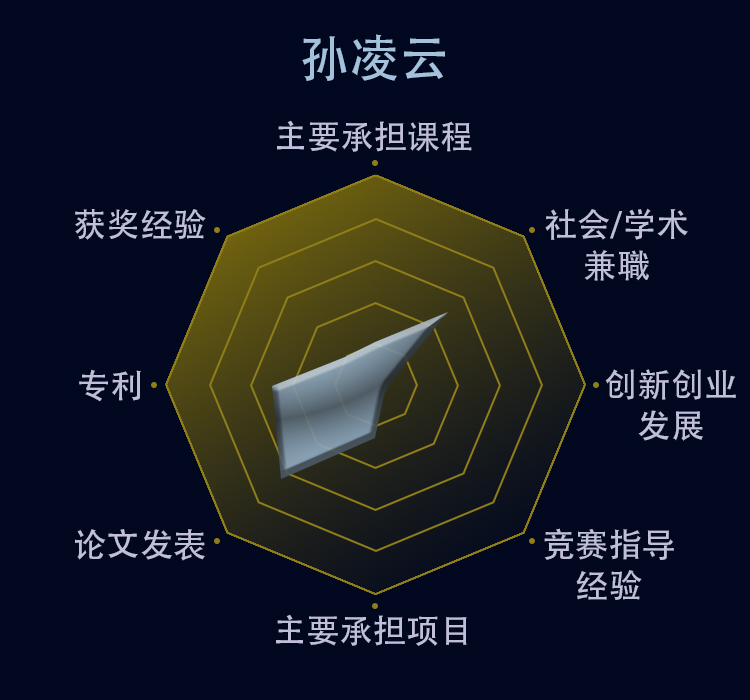 孙凌云
主要承担课程
获奖经验
社会/学术
兼職
专利
创新创业
发展
论文发表
竞赛指导
经验
主要承担项目